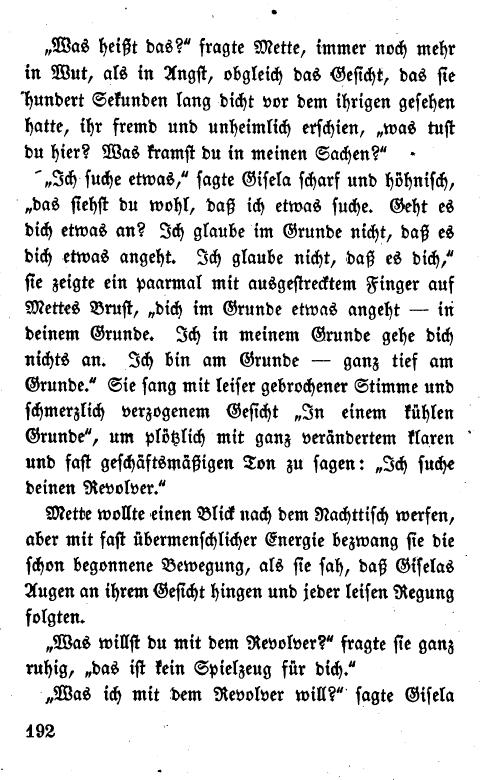 „Was heißt das?“ fragte Mette, immer noch mehr
in Wut, als in Angst, obgleich das Gesicht, das sie
hundert Sekunden lang dicht vor dem ihrigen gesehen
hatte, ihr fremd und unheimlich erschien, „was tust
du hier? Was kramst du in meinen Sachen?“
„Ich suche etwas,“ sagte Gisela scharf und höhnisch,
„das siehst du wohl, daß ich etwas suche. Geht es
dich etwas an? Ich glaube im Grunde nicht, daß es
dich etwas angeht. Ich glaube nicht, daß es dich,“
sie zeigte ein paarmal mit ausgestrecktem Finger auf
Mettes Brust, „dich im Grunde etwas angeht — in
deinem Grunde. Ich in meinem Grunde gehe dich
nichts an. Ich bin am Grunde — ganz tief am
Grunde.“ Sie sang mit leiser gebrochener Stimme und
schmerzlich verzogenem Gesicht „In einem kühlen
Grunde“, um plötzlich mit ganz verändertem klaren
und fast geschäftsmäßigen Ton zu sagen: „Ich suche
deinen Revolver.“
Mette wollte einen Blick nach dem Nachttisch werfen,
aber mit fast übermenschlicher Energie bezwang sie die
schon begonnene Bewegung, als sie sah, daß Giselas
Augen an ihrem Gesicht hingen und jeder leisen Regung
folgten.
„Was willst du mit dem Revolver?“ fragte sie ganz
ruhig, „das ist kein Spielzeug für dich.“
„Was ich mit dem Revolver will?“ sagte Gisela
192